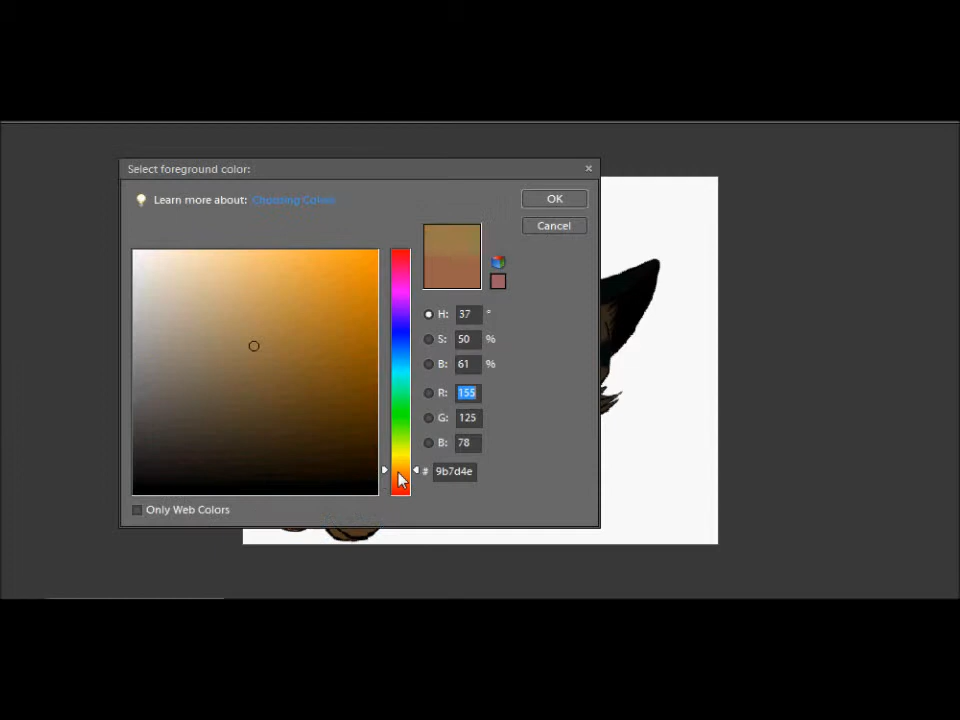 Select foreground color:
Learn more about: Choosing Colors
OK
Cancel
H: 37 °
S: 50 %
B: 61 %
R: 155
G: 125
B: 78
# 9b7d4e
Only Web Colors